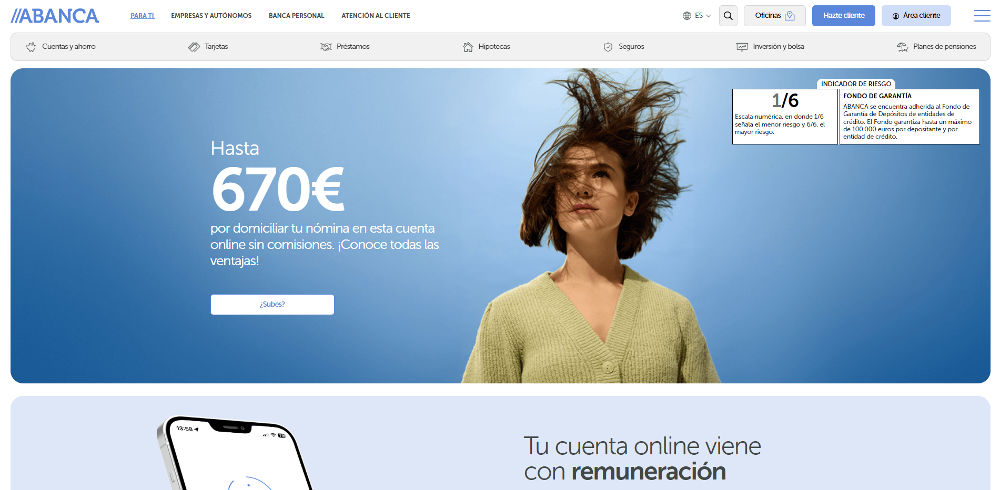 //ABANCA
PARA TI
EMPRESAS Y AUTÓNOMOS
BANCA PERSONAL
ATENCIÓN AL CLIENTE
ES
Oficinas
Hazte cliente
Área cliente
Cuentas y ahorro
Tarjetas
Préstamos
Hipotecas
Seguros
Inversión y bolsa
Planes de pensiones
INDICADOR DE RIESGO
1/6
Escala numérica, en donde 1/6
señala el menor riesgo y 6/6, el
mayor riesgo.
FONDO DE GARANTÍA
ABANCA se encuentra adherida al Fondo de
Garantía de Depósitos de entidades de
crédito. El Fondo garantiza hasta un máximo
de 100.000 euros por depositante y por
entidad de crédito.
Hasta
670€
por domiciliar tu nómina en esta cuenta
online sin comisiones. ¡Conoce todas las
ventajas!
¿Subes?
13:58
79
Tu cuenta online viene
con remuneración